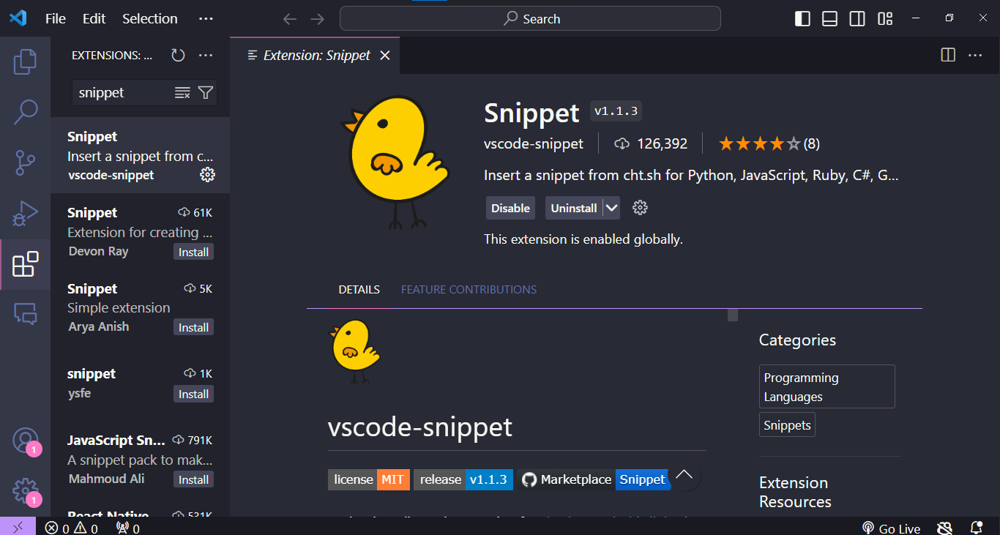 File Edit Selection ···
Search
EXTENSIONS: ...
snippet
Snippet
Insert a snippet from c...
vscode-snippet
Snippet 61K
Extension for creating ...
Devon Ray Install
Snippet 5K
Simple extension
Arya Anish Install
snippet 1K
ysfe Install
JavaScript Sn... 791K
A snippet pack to mak...
Mahmoud Ali Install
React Native 531K
0 0 0
1
1
Extension: Snippet
Snippet v1.1.3
vscode-snippet 126,392 (8)
Insert a snippet from cht.sh for Python, JavaScript, Ruby, C#, G...
Disable Uninstall
This extension is enabled globally.
DETAILS FEATURE CONTRIBUTIONS
vscode-snippet
license MIT release v1.1.3 Marketplace Snippet
Categories
Programming
Languages
Snippets
Extension
Resources
Go Live